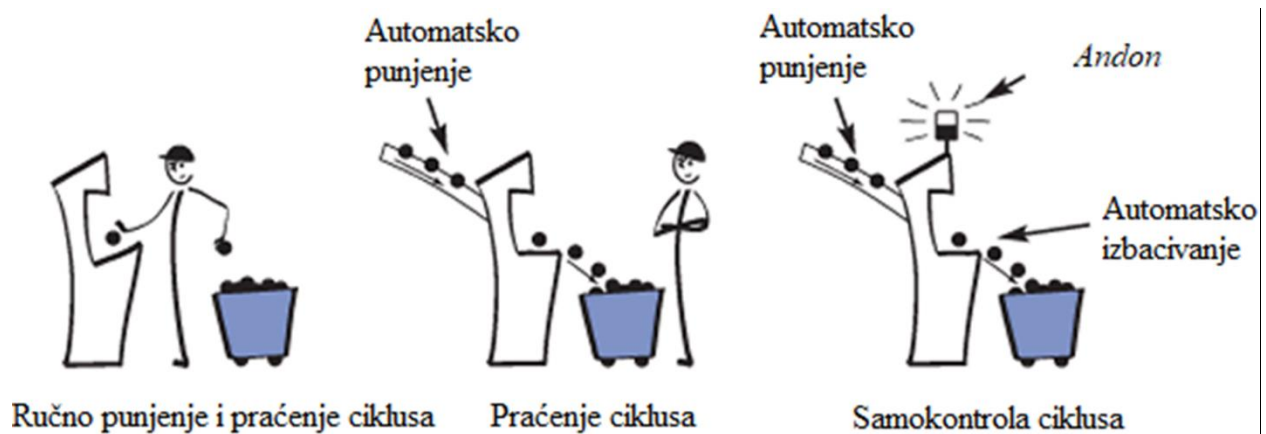 Automatsko
punjenje
Automatsko
punjenje
Andon
Automatsko
izbacivanje
Ručno punjenje i praćenje ciklusa
Praćenje ciklusa
Samokontrola ciklusa